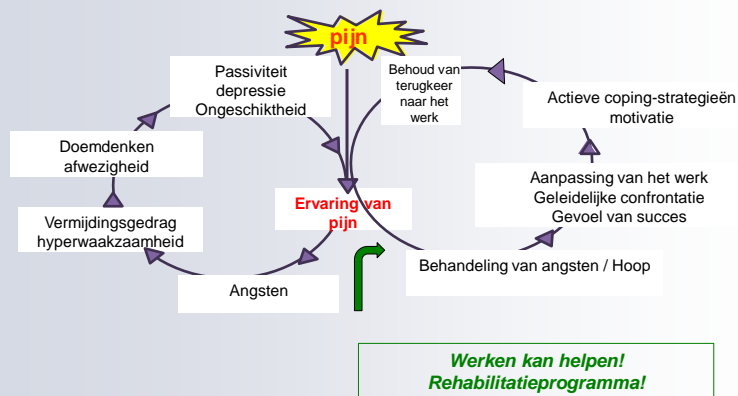 pijn
Passiviteit
depressie
Ongeschiktheid
Behoud van
terugkeer
naar het
werk
Actieve coping-strategieën
motivatie
Doemdenken
afwezigheid
Aanpassing van het werk
Geleidelijke confrontatie
Gevoel van succes
Ervaring van
pijn
Vermijdingsgedrag
hyperwaakzaamheid
Behandeling van angsten / Hoop
Angsten
Werken kan helpen!
Rehabilitatieprogramma!